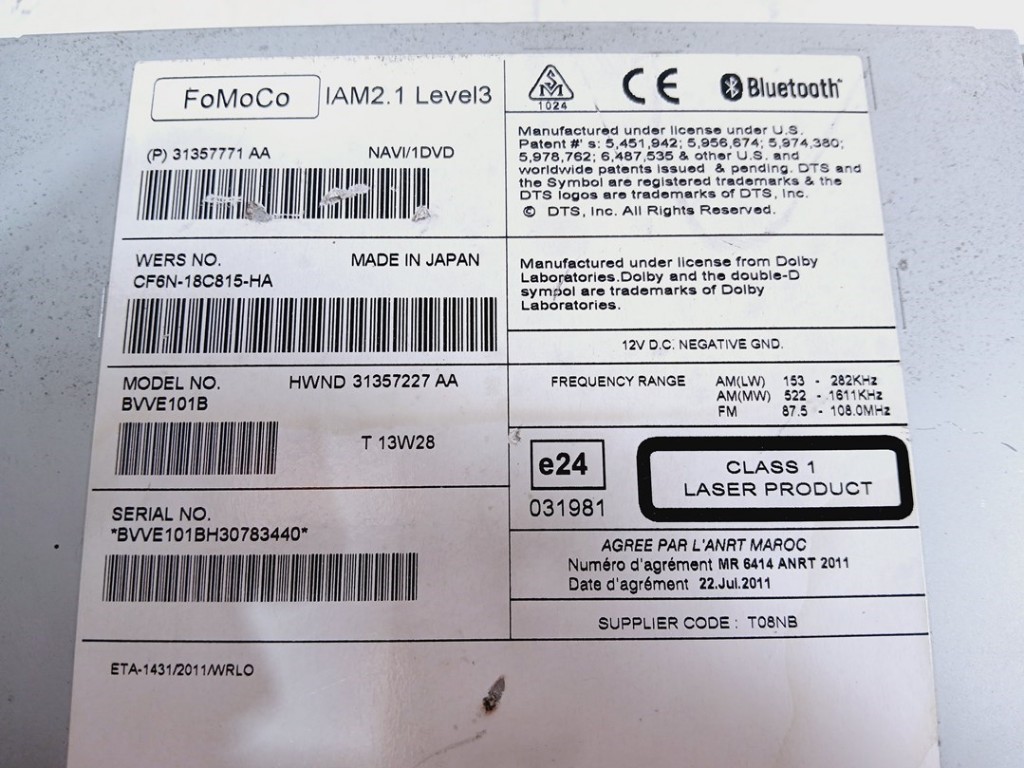 FoMoCo
IAM2.1 Level3
(P) 31357771 AA
NAVI/1DVD
WERS NO.
MADE IN JAPAN
CF6N-18C815-HA
MODEL NO.
HWND 31357227 AA
BVVE101B
T 13W28
SERIAL NO.
*BVVE101BH30783440*
ETA-1431/2011/WRLO
S
M
1024
CE
Bluetooth
Manufactured under license under U.S.
Patent #' s: 5,451,942; 5,956,674; 5,974,380;
5,978,762; 6,487,535 & other U.S. and
worldwide patents issued & pending. DTS and
the Symbol are registered trademarks & the
DTS logos are trademarks of DTS, Inc.
© DTS, Inc. All Rights Reserved.
Manufactured under license from Dolby
Laboratories.Dolby and the double-D
symbol are trademarks of Dolby
Laboratories.
12V D.C. NEGATIVE GND.
FREQUENCY RANGE AM(LW) 153 - 282KHz
AM(MW) 522 - 1611KHz
FM 87.5 - 108.0MHz
e24
031981
CLASS 1
LASER PRODUCT
AGREE PAR L'ANRT MAROC
Numéro d'agrément MR 6414 ANRT 2011
Date d'agrément 22.Jul.2011
SUPPLIER CODE : T08NB